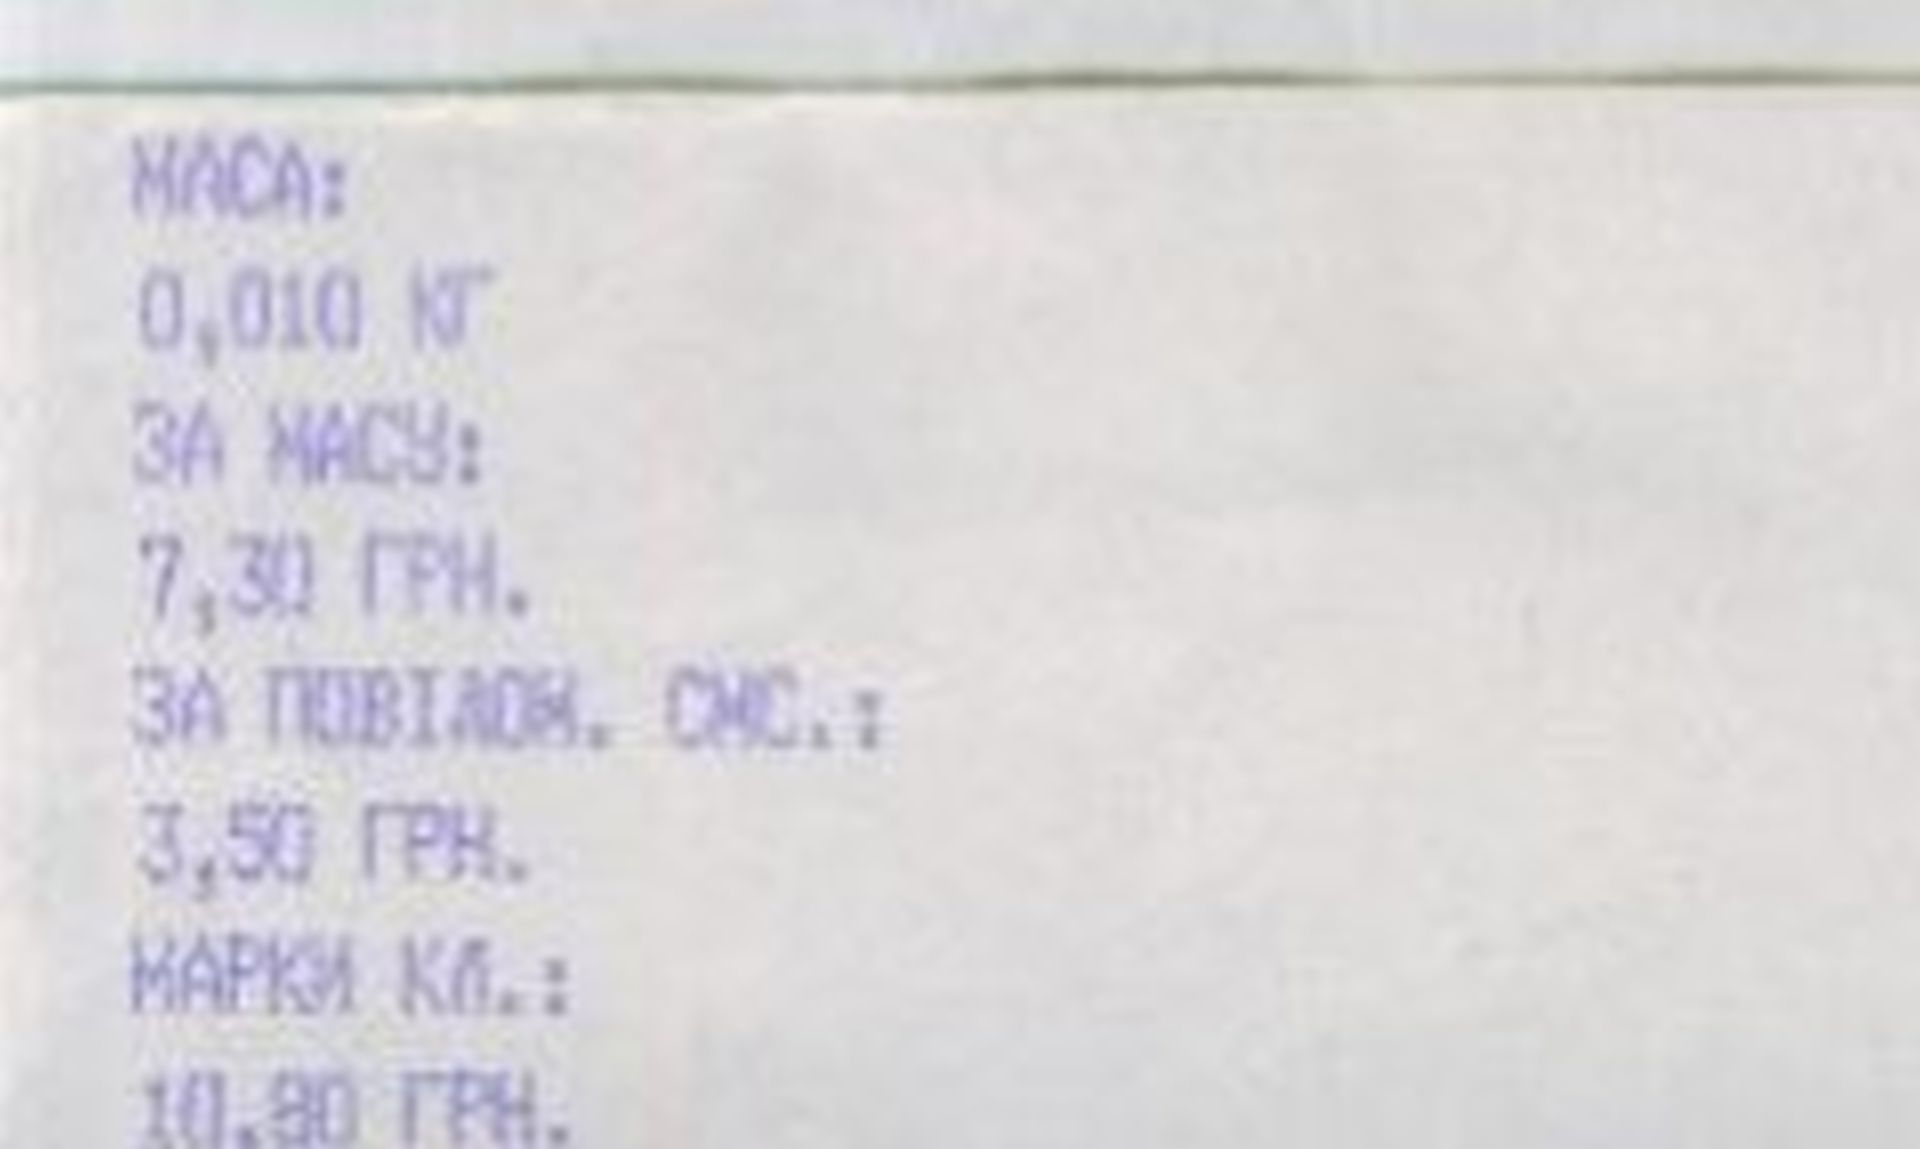 МАСА:
0,010 КГ
ЗА МАСУ:
7,30 ГРН.
ЗА ПОВІДОМ. СМС.:
3,50 ГРН.
МАРКИ КЛ.:
10,80 ГРН.